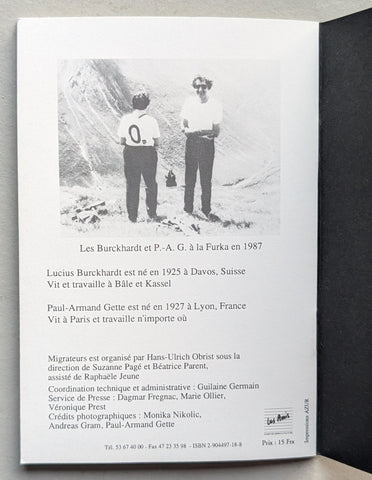 0
Les Burckhardt et P.-A. G. à la Furka en 1987
Lucius Burckhardt est né en 1925 à Davos, Suisse
Vit et travaille à Bâle et Kassel
Paul-Armand Gette est né en 1927 à Lyon, France
Vit à Paris et travaille n'importe où
Migrateurs est organisé par Hans-Ulrich Obrist sous la
direction de Suzanne Pagé et Béatrice Parent,
assisté de Raphaële Jeune
Coordination technique et administrative : Guilaine Germain
Service de Presse : Dagmar Fregnac, Marie Ollier,
Véronique Prest
Crédits photographiques : Monika Nikolic,
Andreas Gram, Paul-Armand Gette
Tél. 53 67 40 00 - Fax 47 23 35 98 - ISBN 2-904497-18-8
Les Amis
Prix : 15 Frs
Impressions AZUR